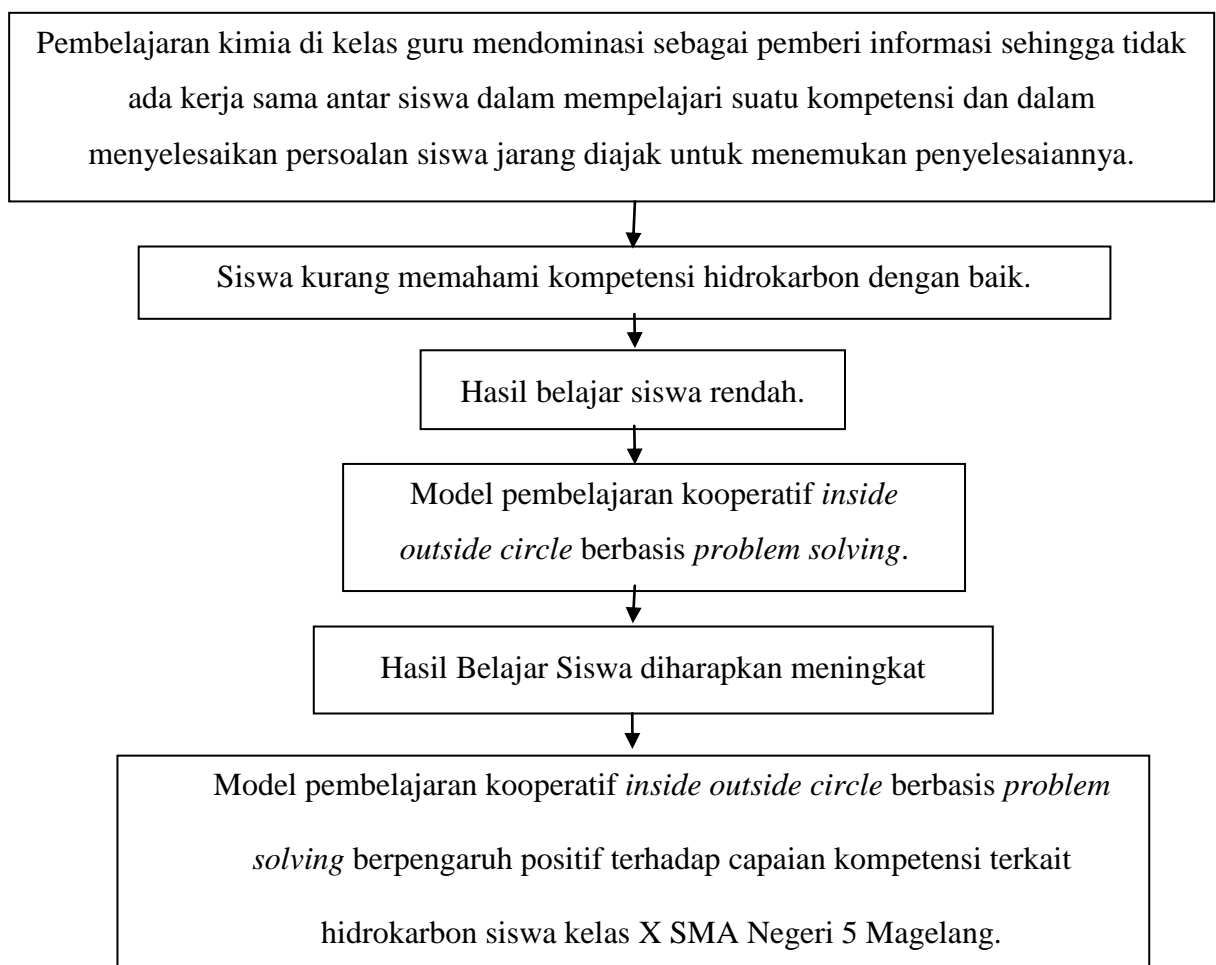 Pembelajaran kimia di kelas guru mendominasi sebagai pemberi informasi sehingga tidak
ada kerja sama antar siswa dalam mempelajari suatu kompetensi dan dalam
menyelesaikan persoalan siswa jarang diajak untuk menemukan penyelesaiannya.
Siswa kurang memahami kompetensi hidrokarbon dengan baik.
Hasil belajar siswa rendah.
Model pembelajaran kooperatif inside
outside circle berbasis problem solving.
Hasil Belajar Siswa diharapkan meningkat
Model pembelajaran kooperatif inside outside circle berbasis problem
solving berpengaruh positif terhadap capaian kompetensi terkait
hidrokarbon siswa kelas X SMA Negeri 5 Magelang.